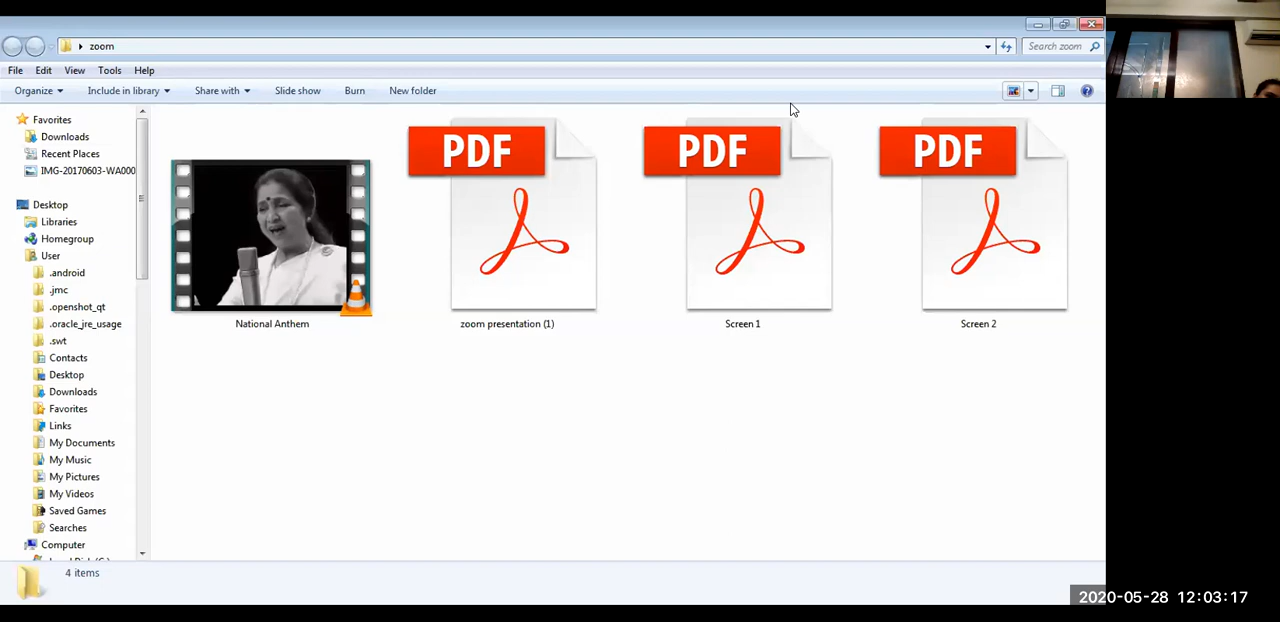 zoom
Search zoom
File Edit View Tools Help
Organize Include in library Share with Slide show Burn New folder
Favorites
Downloads
Recent Places
IMG-20170603-WA000
Desktop
Libraries
Homegroup
User
.android
.jmc
.openshot_qt
.oracle_jre_usage
.swt
Contacts
Desktop
Downloads
Favorites
Links
My Documents
My Music
My Pictures
My Videos
Saved Games
Searches
Computer
PDF PDF PDF
National Anthem zoom presentation (1) Screen 1 Screen 2
4 items
2020-05-28 12:03:17